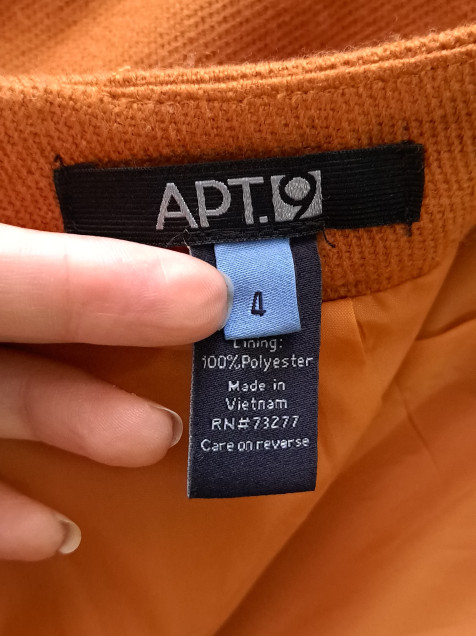 APT.9
4
Lining:
100%Polyester
Made in
Vietnam
RN#73277
Care on reverse